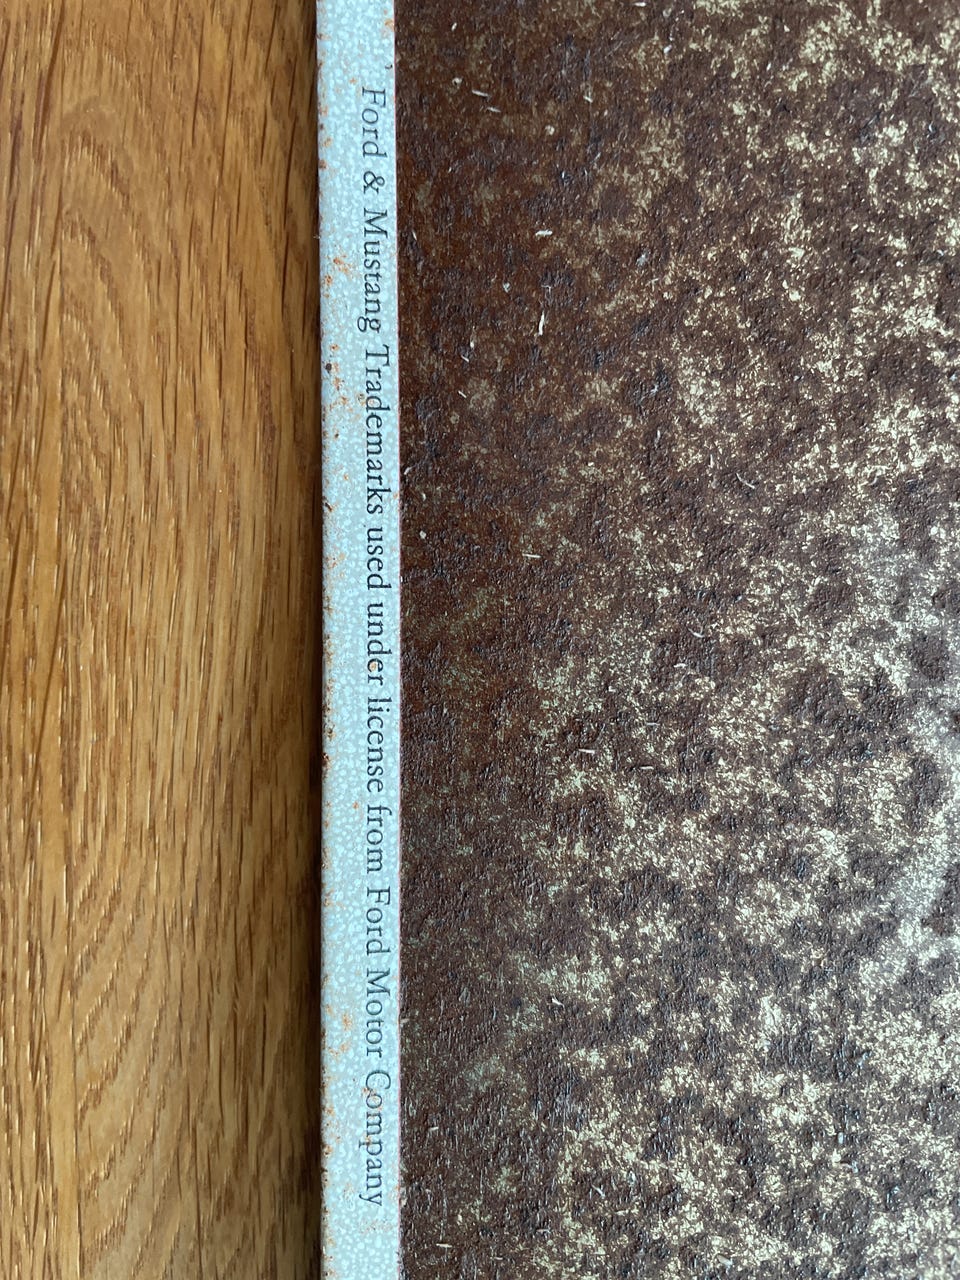 Ford & Mustang Trademarks used under license from Ford Motor Company